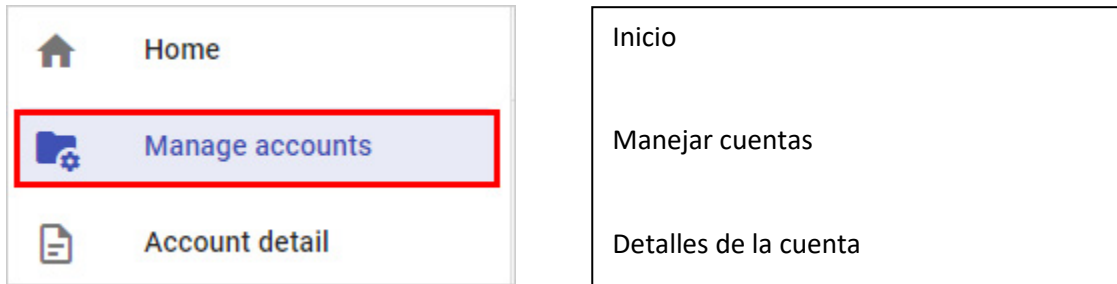 Home
Manage accounts
Account detail
Inicio
Manejar cuentas
Detalles de la cuenta